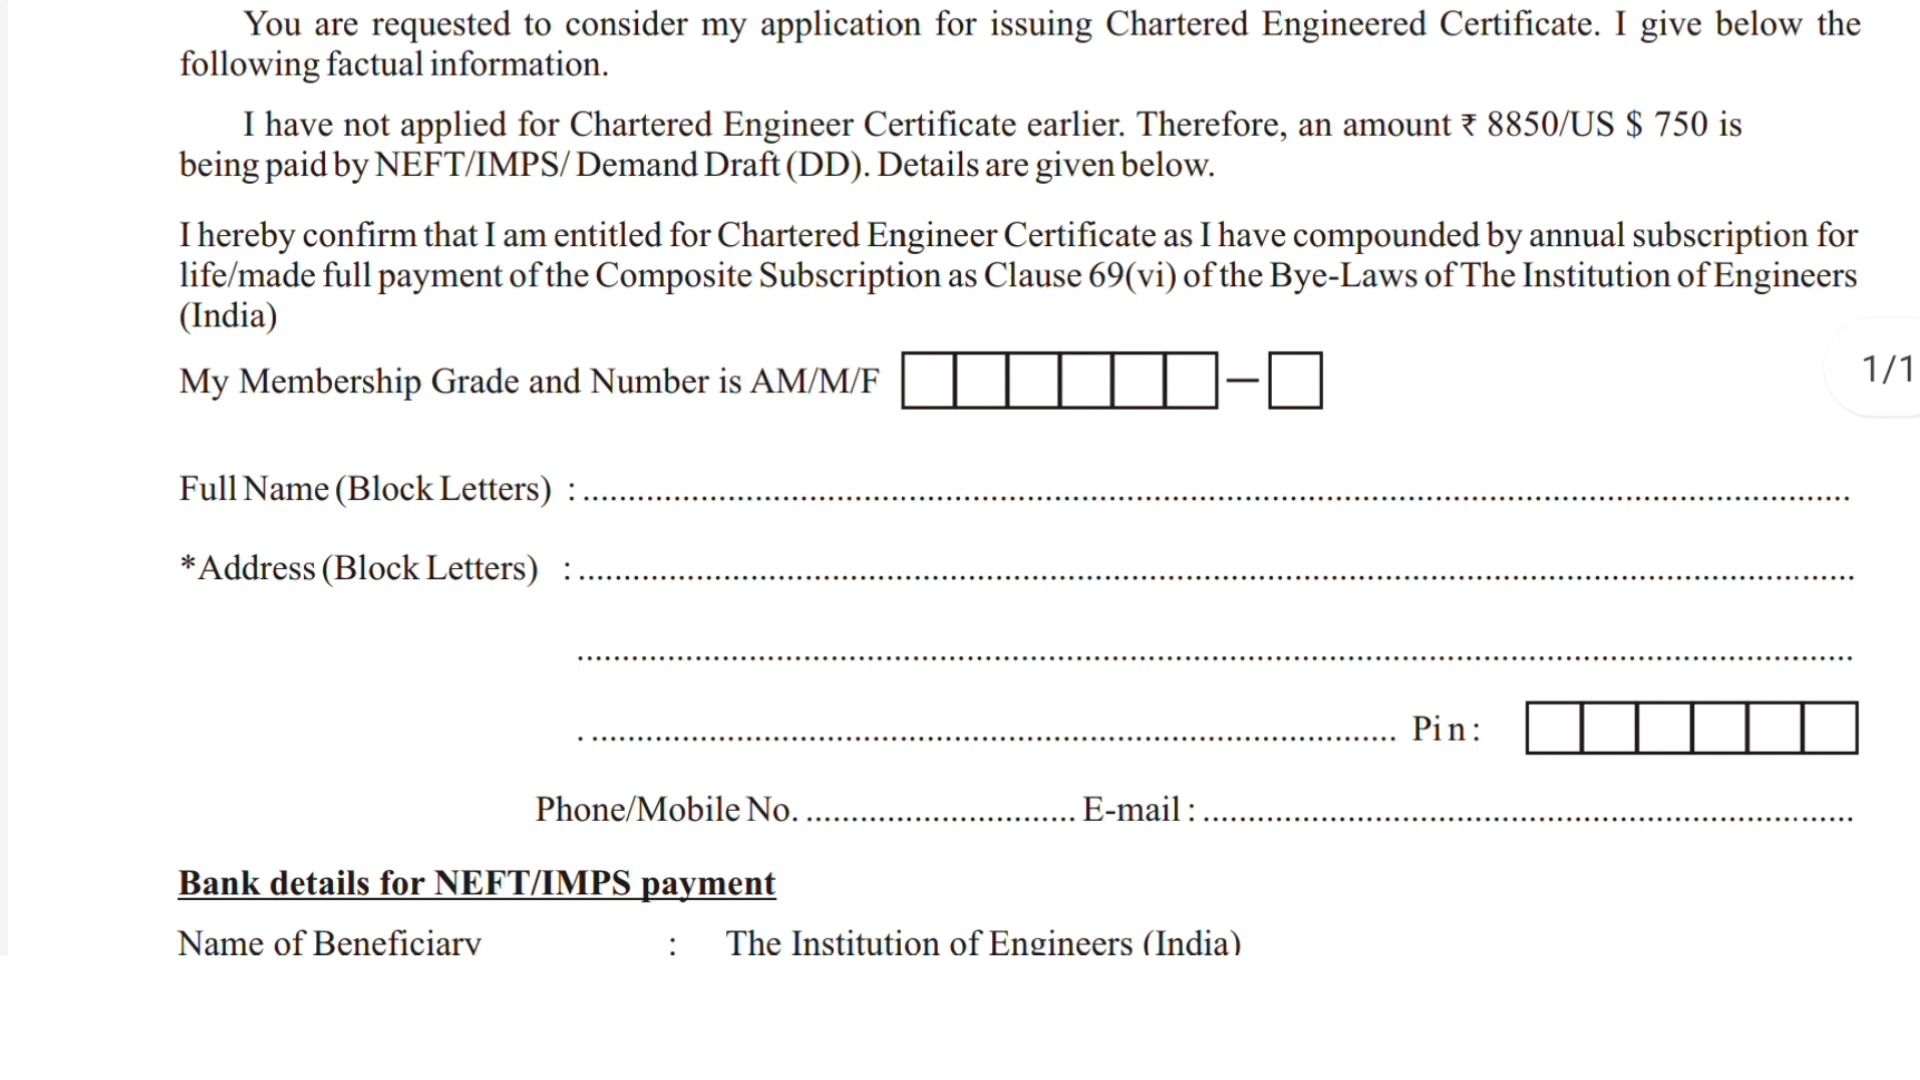 You are requested to consider my application for issuing Chartered Engineered Certificate. I give below the
following factual information.
I have not applied for Chartered Engineer Certificate earlier. Therefore, an amount ₹ 8850/US $ 750 is
being paid by NEFT/IMPS/ Demand Draft (DD). Details are given below.
I hereby confirm that I am entitled for Chartered Engineer Certificate as I have compounded by annual subscription for
life/made full payment of the Composite Subscription as Clause 69(vi) of the Bye-Laws of The Institution of Engineers
(India)
1/1
My Membership Grade and Number is AM/M/F –
Full Name (Block Letters) : ....................
*Address (Block Letters) : ....................
....................
. .................... Pin :
Phone/Mobile No. .................... E-mail : ....................
Bank details for NEFT/IMPS payment
Name of Beneficiary : The Institution of Engineers (India)